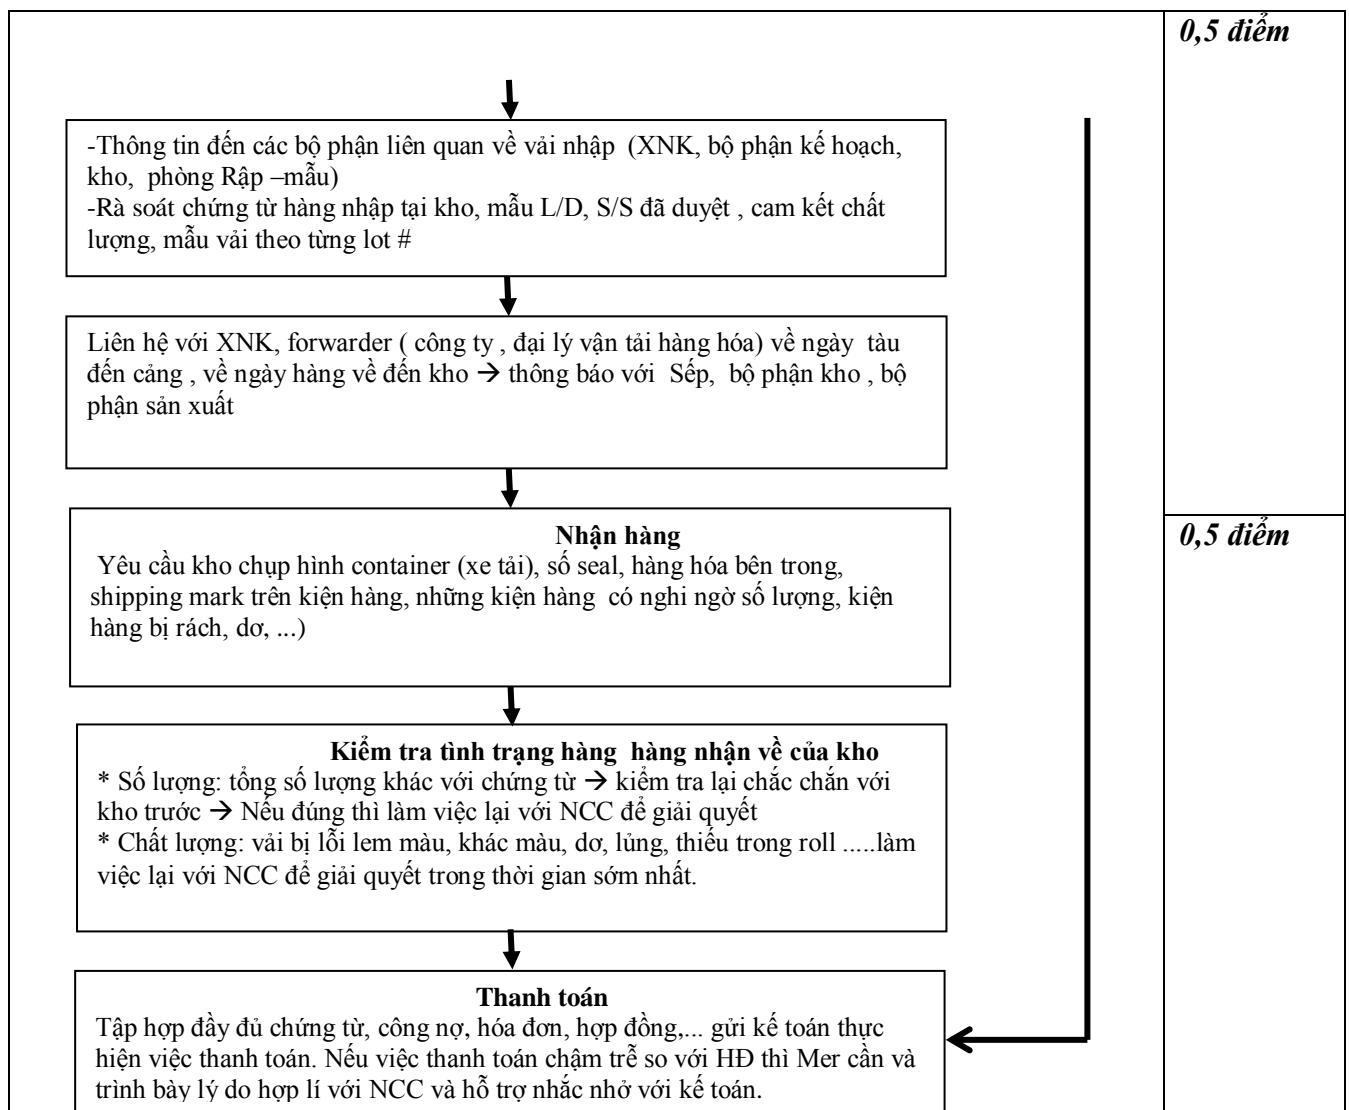 0,5 điểm
-Thông tin đến các bộ phận liên quan về vải nhập (XNK, bộ phận kế hoạch,
kho, phòng Rập –mẫu)
-Rà soát chứng từ hàng nhập tại kho, mẫu L/D, S/S đã duyệt , cam kết chất
lượng, mẫu vải theo từng lot #
Liên hệ với XNK, forwarder ( công ty , đại lý vận tải hàng hóa) về ngày tàu
đến cảng , về ngày hàng về đến kho → thông báo với Sếp, bộ phận kho , bộ
phận sản xuất
0,5 điểm
Nhận hàng
Yêu cầu kho chụp hình container (xe tải), số seal, hàng hóa bên trong,
shipping mark trên kiện hàng, những kiện hàng có nghi ngờ số lượng, kiện
hàng bị rách, dơ, ...)
Kiểm tra tình trạng hàng hàng nhận về của kho
* Số lượng: tổng số lượng khác với chứng từ → kiểm tra lại chắc chắn với
kho trước → Nếu đúng thì làm việc lại với NCC để giải quyết
* Chất lượng: vải bị lỗi lem màu, khác màu, dơ, lủng, thiếu trong roll .....làm
việc lại với NCC để giải quyết trong thời gian sớm nhất.
Thanh toán
Tập hợp đầy đủ chứng từ, công nợ, hóa đơn, hợp đồng,... gửi kế toán thực
hiện việc thanh toán. Nếu việc thanh toán chậm trễ so với HĐ thì Mer cần và
trình bày lý do hợp lí với NCC và hỗ trợ nhắc nhở với kế toán.